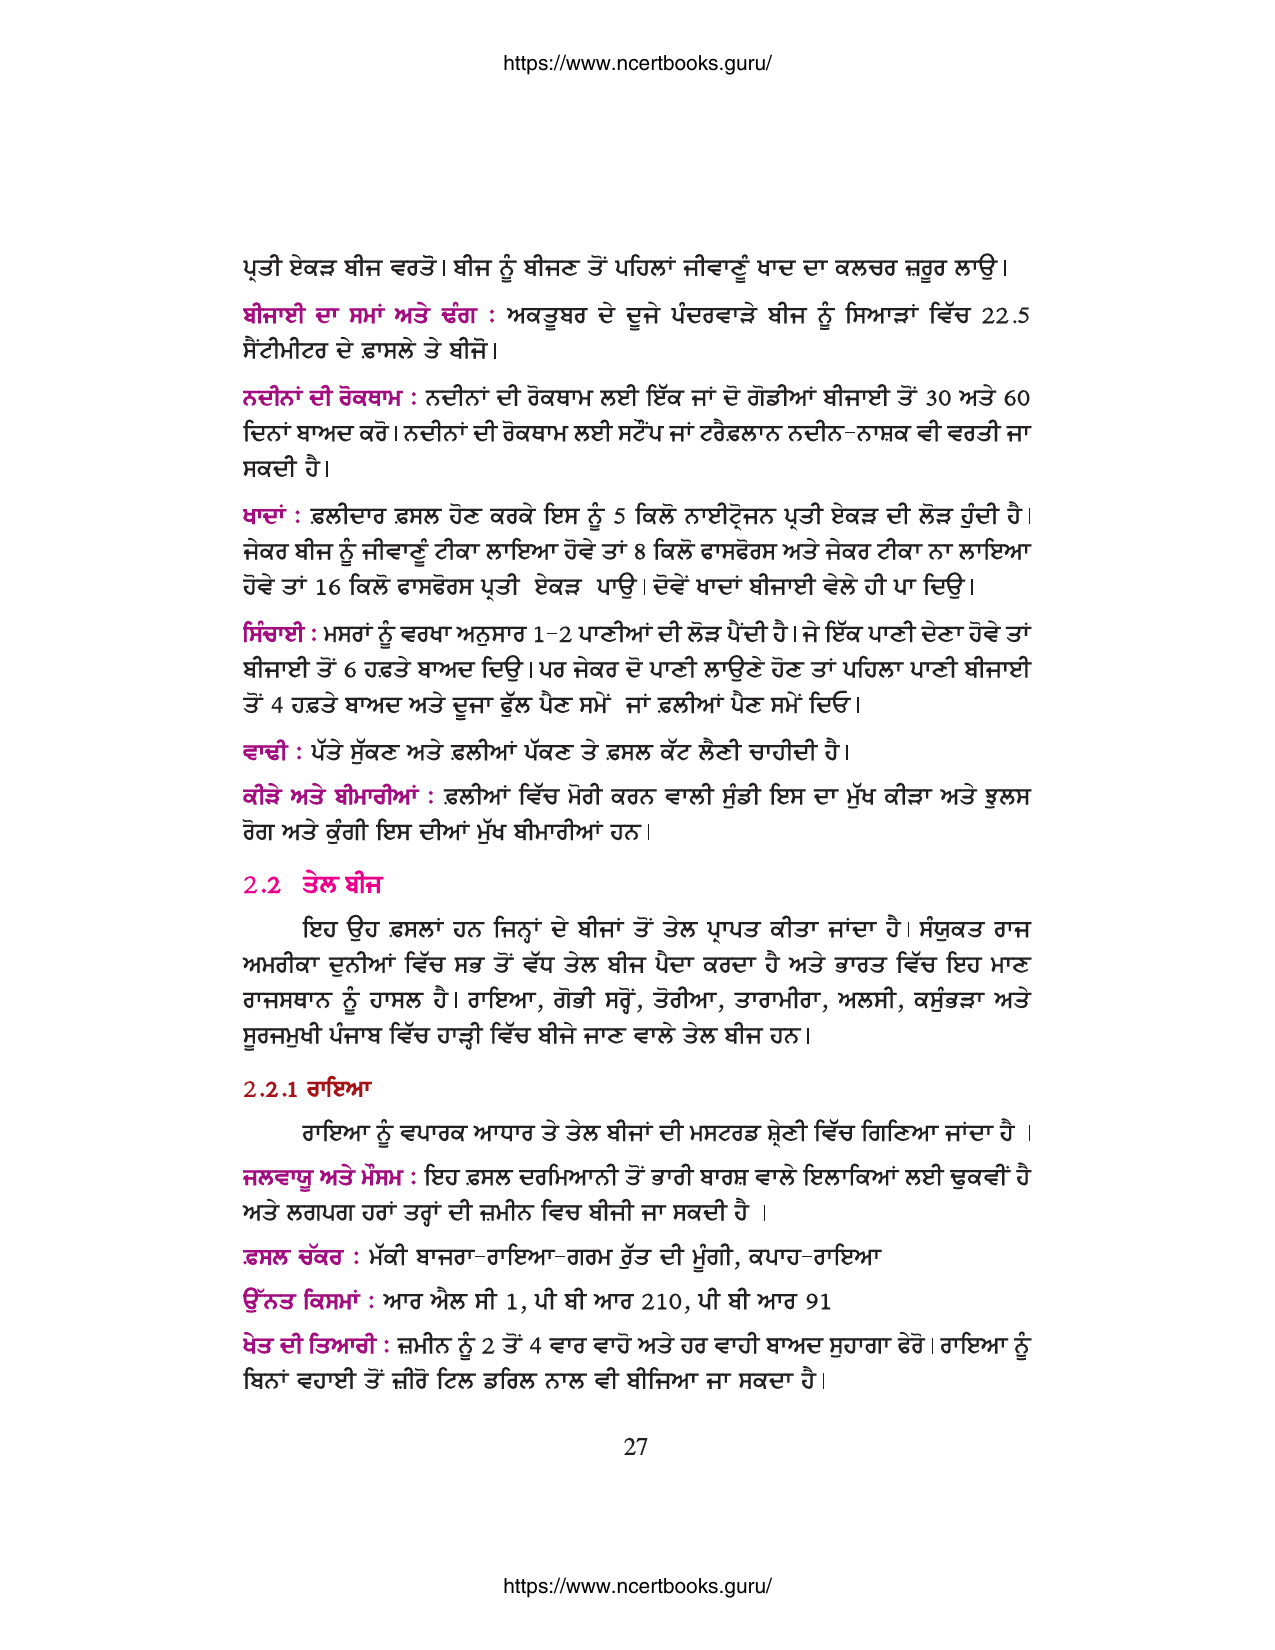 https://www.ncertbooks.guru/
ਪ੍ਰਤੀ ਏਕੜ ਬੀਜ ਵਰਤੋ। ਬੀਜ ਨੂੰ ਬੀਜਣ ਤੋਂ ਪਹਿਲਾਂ ਜੀਵਾਣੂੰ ਖਾਦ ਦਾ ਕਲਚਰ ਜ਼ਰੂਰ ਲਾਉ।
ਬੀਜਾਈ ਦਾ ਸਮਾਂ ਅਤੇ ਢੰਗ : ਅਕਤੂਬਰ ਦੇ ਦੂਜੇ ਪੰਦਰਵਾੜੇ ਬੀਜ ਨੂੰ ਸਿਆੜਾਂ ਵਿੱਚ 22.5
ਸੈਂਟੀਮੀਟਰ ਦੇ ਫ਼ਾਸਲੇ ਤੇ ਬੀਜੋ।
ਨਦੀਨਾਂ ਦੀ ਰੋਕਥਾਮ : ਨਦੀਨਾਂ ਦੀ ਰੋਕਥਾਮ ਲਈ ਇੱਕ ਜਾਂ ਦੋ ਗੋਡੀਆਂ ਬੀਜਾਈ ਤੋਂ 30 ਅਤੇ 60
ਦਿਨਾਂ ਬਾਅਦ ਕਰੋ। ਨਦੀਨਾਂ ਦੀ ਰੋਕਥਾਮ ਲਈ ਸਟੌਂਪ ਜਾਂ ਟਰੈਫ਼ਲਾਨ ਨਦੀਨ-ਨਾਸ਼ਕ ਵੀ ਵਰਤੀ ਜਾ
ਸਕਦੀ ਹੈ।
ਖਾਦਾਂ : ਫ਼ਲੀਦਾਰ ਫ਼ਸਲ ਹੋਣ ਕਰਕੇ ਇਸ ਨੂੰ 5 ਕਿਲੋ ਨਾਈਟ੍ਰੋਜਨ ਪ੍ਰਤੀ ਏਕੜ ਦੀ ਲੋੜ ਹੁੰਦੀ ਹੈ।
ਜੇਕਰ ਬੀਜ ਨੂੰ ਜੀਵਾਣੂੰ ਟੀਕਾ ਲਾਇਆ ਹੋਵੇ ਤਾਂ 8 ਕਿਲੋ ਫਾਸਫੋਰਸ ਅਤੇ ਜੇਕਰ ਟੀਕਾ ਨਾ ਲਾਇਆ
ਹੋਵੇ ਤਾਂ 16 ਕਿਲੋ ਫਾਸਫੋਰਸ ਪ੍ਰਤੀ ਏਕੜ ਪਾਉ। ਦੋਵੇਂ ਖਾਦਾਂ ਬੀਜਾਈ ਵੇਲੇ ਹੀ ਪਾ ਦਿਉ।
ਸਿੰਚਾਈ : ਮਸਰਾਂ ਨੂੰ ਵਰਖਾ ਅਨੁਸਾਰ 1-2 ਪਾਣੀਆਂ ਦੀ ਲੋੜ ਪੈਂਦੀ ਹੈ। ਜੇ ਇੱਕ ਪਾਣੀ ਦੇਣਾ ਹੋਵੇ ਤਾਂ
ਬੀਜਾਈ ਤੋਂ 6 ਹਫ਼ਤੇ ਬਾਅਦ ਦਿਉ। ਪਰ ਜੇਕਰ ਦੋ ਪਾਣੀ ਲਾਉਣੇ ਹੋਣ ਤਾਂ ਪਹਿਲਾ ਪਾਣੀ ਬੀਜਾਈ
ਤੋਂ 4 ਹਫ਼ਤੇ ਬਾਅਦ ਅਤੇ ਦੂਜਾ ਫੁੱਲ ਪੈਣ ਸਮੇਂ ਜਾਂ ਫ਼ਲੀਆਂ ਪੈਣ ਸਮੇਂ ਦਿਓ।
ਵਾਢੀ : ਪੱਤੇ ਸੁੱਕਣ ਅਤੇ ਫ਼ਲੀਆਂ ਪੱਕਣ ਤੇ ਫ਼ਸਲ ਕੱਟ ਲੈਣੀ ਚਾਹੀਦੀ ਹੈ।
ਕੀੜੇ ਅਤੇ ਬੀਮਾਰੀਆਂ : ਫ਼ਲੀਆਂ ਵਿੱਚ ਮੋਰੀ ਕਰਨ ਵਾਲੀ ਸੁੰਡੀ ਇਸ ਦਾ ਮੁੱਖ ਕੀੜਾ ਅਤੇ ਝੁਲਸ
ਰੋਗ ਅਤੇ ਕੁੰਗੀ ਇਸ ਦੀਆਂ ਮੁੱਖ ਬੀਮਾਰੀਆਂ ਹਨ।
2.2 ਤੇਲ ਬੀਜ
ਇਹ ਉਹ ਫ਼ਸਲਾਂ ਹਨ ਜਿਨ੍ਹਾਂ ਦੇ ਬੀਜਾਂ ਤੋਂ ਤੇਲ ਪ੍ਰਾਪਤ ਕੀਤਾ ਜਾਂਦਾ ਹੈ। ਸੰਯੁਕਤ ਰਾਜ
ਅਮਰੀਕਾ ਦੁਨੀਆਂ ਵਿੱਚ ਸਭ ਤੋਂ ਵੱਧ ਤੇਲ ਬੀਜ ਪੈਦਾ ਕਰਦਾ ਹੈ ਅਤੇ ਭਾਰਤ ਵਿੱਚ ਇਹ ਮਾਣ
ਰਾਜਸਥਾਨ ਨੂੰ ਹਾਸਲ ਹੈ। ਰਾਇਆ, ਗੋਭੀ ਸਰ੍ਹੋਂ, ਤੋਰੀਆ, ਤਾਰਾਮੀਰਾ, ਅਲਸੀ, ਕਸੁੰਭੜਾ ਅਤੇ
ਸੂਰਜਮੁਖੀ ਪੰਜਾਬ ਵਿੱਚ ਹਾੜ੍ਹੀ ਵਿੱਚ ਬੀਜੇ ਜਾਣ ਵਾਲੇ ਤੇਲ ਬੀਜ ਹਨ।
2.2.1 ਰਾਇਆ
ਰਾਇਆ ਨੂੰ ਵਪਾਰਕ ਆਧਾਰ ਤੇ ਤੇਲ ਬੀਜਾਂ ਦੀ ਮਸਟਰਡ ਸ਼੍ਰੇਣੀ ਵਿੱਚ ਗਿਣਿਆ ਜਾਂਦਾ ਹੈ ।
ਜਲਵਾਯੂ ਅਤੇ ਮੌਸਮ : ਇਹ ਫ਼ਸਲ ਦਰਮਿਆਨੀ ਤੋਂ ਭਾਰੀ ਬਾਰਸ਼ ਵਾਲੇ ਇਲਾਕਿਆਂ ਲਈ ਢੁਕਵੀਂ ਹੈ
ਅਤੇ ਲਗਪਗ ਹਰਾਂ ਤਰ੍ਹਾਂ ਦੀ ਜ਼ਮੀਨ ਵਿਚ ਬੀਜੀ ਜਾ ਸਕਦੀ ਹੈ ।
ਫ਼ਸਲ ਚੱਕਰ : ਮੱਕੀ ਬਾਜਰਾ-ਰਾਇਆ-ਗਰਮ ਰੁੱਤ ਦੀ ਮੂੰਗੀ, ਕਪਾਹ-ਰਾਇਆ
ਉੱਨਤ ਕਿਸਮਾਂ : ਆਰ ਐਲ ਸੀ 1, ਪੀ ਬੀ ਆਰ 210, ਪੀ ਬੀ ਆਰ 91
ਖੇਤ ਦੀ ਤਿਆਰੀ : ਜ਼ਮੀਨ ਨੂੰ 2 ਤੋਂ 4 ਵਾਰ ਵਾਹੋ ਅਤੇ ਹਰ ਵਾਹੀ ਬਾਅਦ ਸੁਹਾਗਾ ਫੇਰੋ। ਰਾਇਆ ਨੂੰ
ਬਿਨਾਂ ਵਹਾਈ ਤੋਂ ਜ਼ੀਰੋ ਟਿਲ ਡਰਿਲ ਨਾਲ ਵੀ ਬੀਜਿਆ ਜਾ ਸਕਦਾ ਹੈ।
27
https://www.ncertbooks.guru/